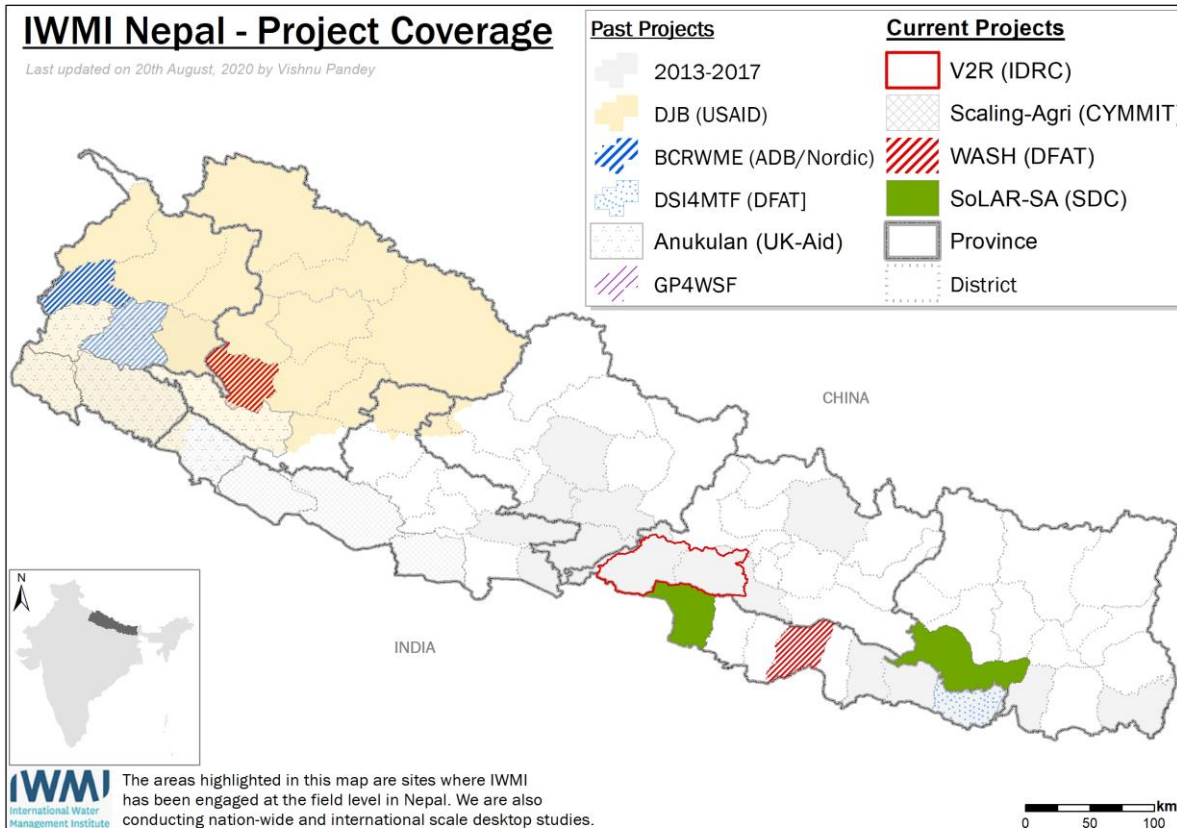 IWMI Nepal - Project Coverage
Last updated on 20th August, 2020 by Vishnu Pandey
Past Projects
2013-2017
DJB (USAID)
BCRWME (ADB/Nordic)
DSI4MTF (DFAT]
Anukulan (UK-Aid)
GP4WSF
Current Projects
V2R (IDRC)
Scaling-Agri (CYMMIT)
WASH (DFAT)
SoLAR-SA (SDC)
Province
District
CHINA
INDIA
N
IWMI
International Water
Management Institute
The areas highlighted in this map are sites where IWMI
has been engaged at the field level in Nepal. We are also
conducting nation-wide and international scale desktop studies.
km
0 50 100